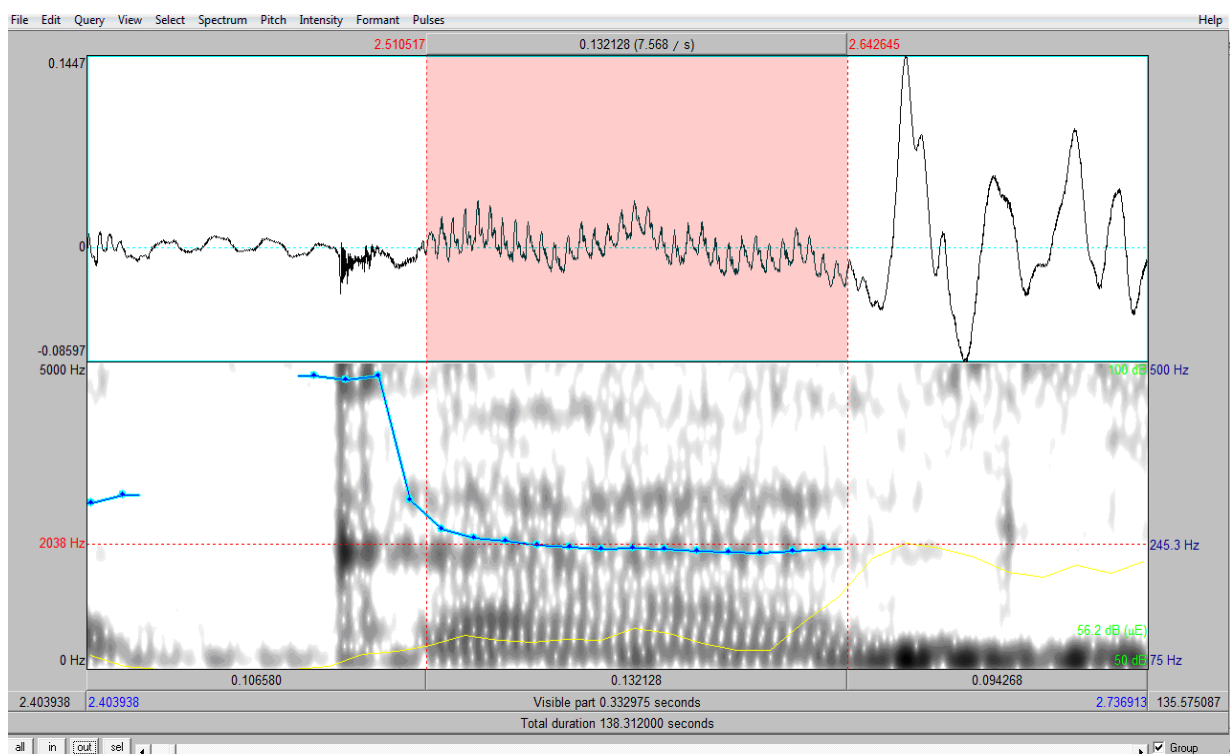 File Edit Query View Select Spectrum Pitch Intensity Formant Pulses Help
2.510517 0.132128 (7.568 / s) 2.642645
0.1447
0
-0.08597
5000 Hz 100 dB 500 Hz
2038 Hz 245.3 Hz
56.2 dB (µE)
0 Hz 50 dB 75 Hz
0.106580 0.132128 0.094268
2.403938 2.403938 Visible part 0.332975 seconds 2.736913 135.575087
Total duration 138.312000 seconds
all in out sel Group